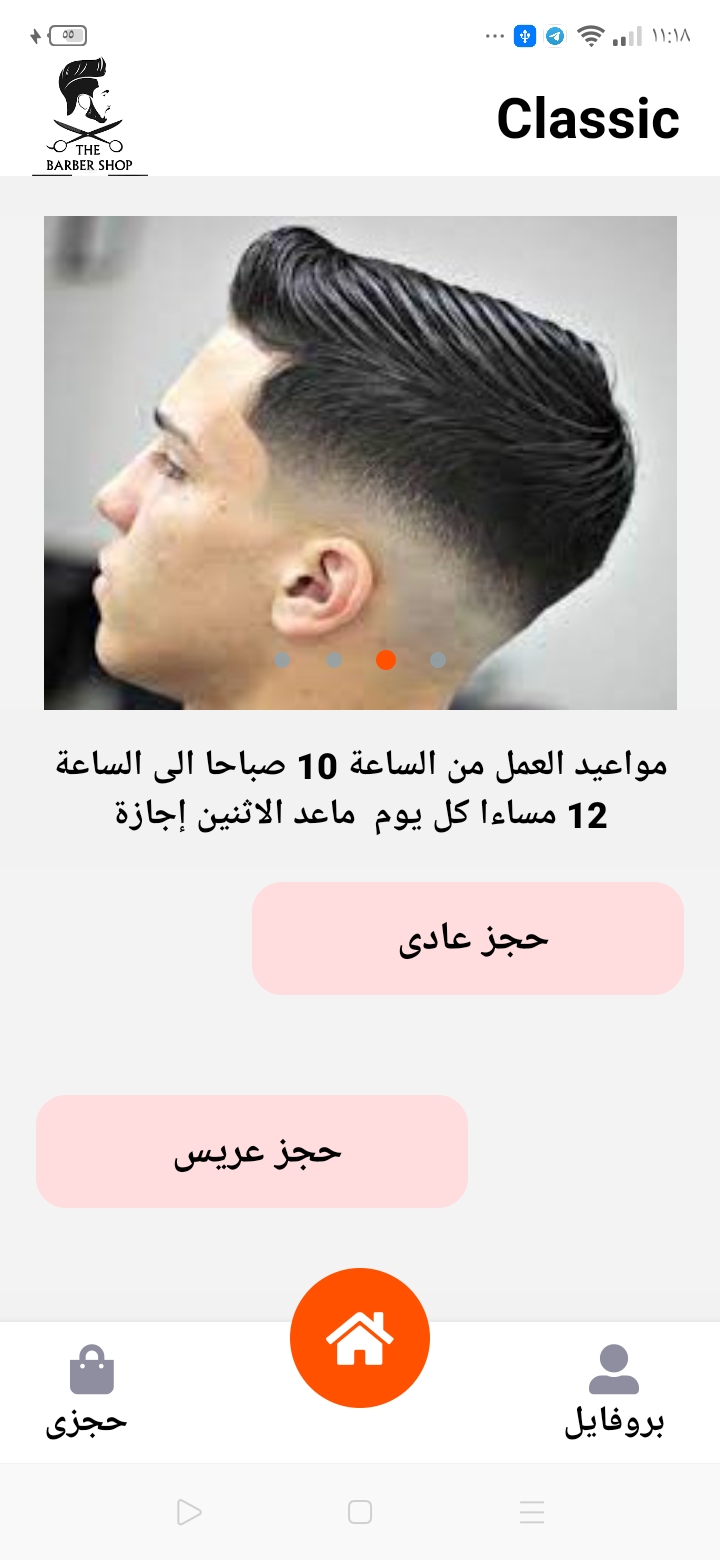 ٥٥
... ١١:١٨
THE
BARBER SHOP
Classic
مواعيد العمل من الساعة 10 صباحا الى الساعة
12 مساءا كل يوم ماعد الاثنين إجازة
حجز عادى
حجز عريس
بروفايل
حجزى